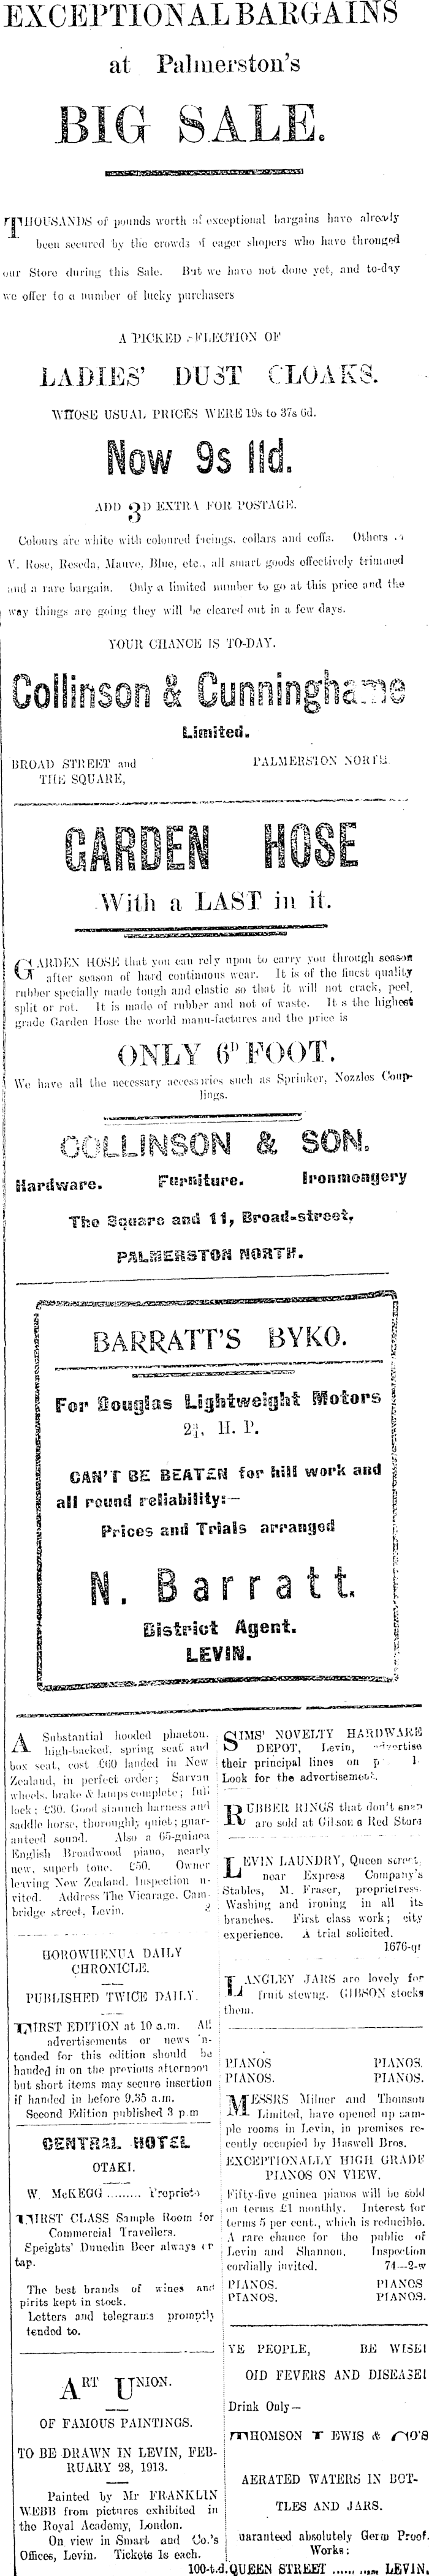 EXCEPTIONAL BARGAINS
at Palmerston's
BIG SALE.
THOUSANDS of pounds worth of exceptional bargains have already
been secured by the crowds of eager shopers who have thronged
our Store during this Sale. But we have not done yet, and to-day
we offer to a number of lucky purchasers
A PICKED SELECTION OF
LADIES' DUST CLOAKS.
WHOSE USUAL PRICES WERE 19s to 37s 6d.
Now 9s 11d.
ADD 3D EXTRA FOR POSTAGE.
Colours are white with coloured facings, collars and coffs. Others
V. Rose, Reseda, Mauve, Blue, etc., all smart goods effectively trimmed
and a rare bargain. Only a limited number to go at this price and the
way things are going they will be cleared out in a few days.
YOUR CHANCE IS TO-DAY.
Collinson & Cunninghame
Limited.
BROAD STREET and
THE SQUARE,
PALMERSTON NORTH.
GARDEN HOSE
With a LAST in it.
GARDEN HOSE that you can rely upon to carry you through season
after season of hard continuous wear. It is of the finest quality
rubber specially made tough and elastic so that it will not crack, peel,
split or rot. It is made of rubber and not of waste. It s the highest
grade Garden Hose the world manu-factures and the price is
ONLY 6D FOOT.
We have all the necessary accessories such as Sprinker, Nozzles Coup-
lings.
COLLINSON & SON.
Hardware. Furniture. Ironmongery
The Square and 11, Broad-street,
PALMERSTON NORTH.
BARRATT'S BYKO.
For Douglas Lightweight Motors
2¾, H. P.
CAN'T BE BEATEN for hill work and
all round reliability:—
Prices and Trials arranged
N. Barratt.
District Agent.
LEVIN.
A Substantial hooded phaeton,
high-backed, spring seat and
box seat, cost £60 landed in New
Zealand, in perfect order; Sarvan
wheels, brake & lamps complete; full
lock; £30. Good staunch harness and
saddle horse, thoroughly quiet; guar-
anteed sound. Also a 65-guinea
English Broadwood piano, nearly
new, superb tone, £50. Owner
leaving New Zealand. Inspection n-
vited. Address The Vicarage, Cam-
bridge street, Levin.
HOROWHENUA DAILY
CHRONICLE.
PUBLISHED TWICE DAILY.
FIRST EDITION at 10 a.m. All
advertisements or news 'n-
tended for this edition should be
handed in on the previous afternoon
but short items may secure insertion
if handed in before 9.35 a.m.
Second Edition published 3 p.m
CENTRAL HOTEL
OTAKI.
W. McKEGG ......... Proprietor
FIRST CLASS Sample Room for
Commercial Travellers.
Speights' Dunedin Beer always or
tap.
The best brands of wines and
pirits kept in stock.
Letters and telegrams promptly
tended to.
ART UNION.
OF FAMOUS PAINTINGS.
TO BE DRAWN IN LEVIN, FEB-
RUARY 28, 1913.
Painted by Mr FRANKLIN
WEBB from pictures exhibited in
the Royal Academy, London.
On view in Smart and Co.'s
Offices, Levin. Tickets 1s each.
100-t.d.
SIMS' NOVELTY HARDWARE
DEPOT, Levin, advertise
their principal lines on
Look for the advertisement.
RUBBER RINGS that don't snap
are sold at Gilson's Red Store
LEVIN LAUNDRY, Queen street,
near Express Company's
Stables, M. Fraser, proprietress.
Washing and ironing in all its
branches. First class work; city
experience. A trial solicited.
1676-qr
LANGLEY JARS are lovely for
fruit stewng. GIBSON stocks
them.
PIANOS PIANOS.
PIANOS. PIANOS.
MESSRS Milner and Thomson
Limited, have opened up sam-
ple rooms in Levin, in premises re-
cently occupied by Haswell Bros.
EXCEPTIONALLY HIGH GRADE
PIANOS ON VIEW.
Fifty-five guinea pianos will be sold
on terms £1 monthly. Interest for
terms 5 per cent., which is reducible.
A rare chance for the public of
Levin and Shannon. Inspection
cordially invited. 74—2-w
PIANOS. PIANOS
PIANOS. PIANOS.
YE PEOPLE, BE WISE!
OID FEVERS AND DISEASE!
Drink Only—
THOMSON LEWIS & CO'S
AERATED WATERS IN BOT-
TLES AND JARS.
uaranteed absolutely Germ Proof.
Works:
QUEEN STREET ...... LEVIN.